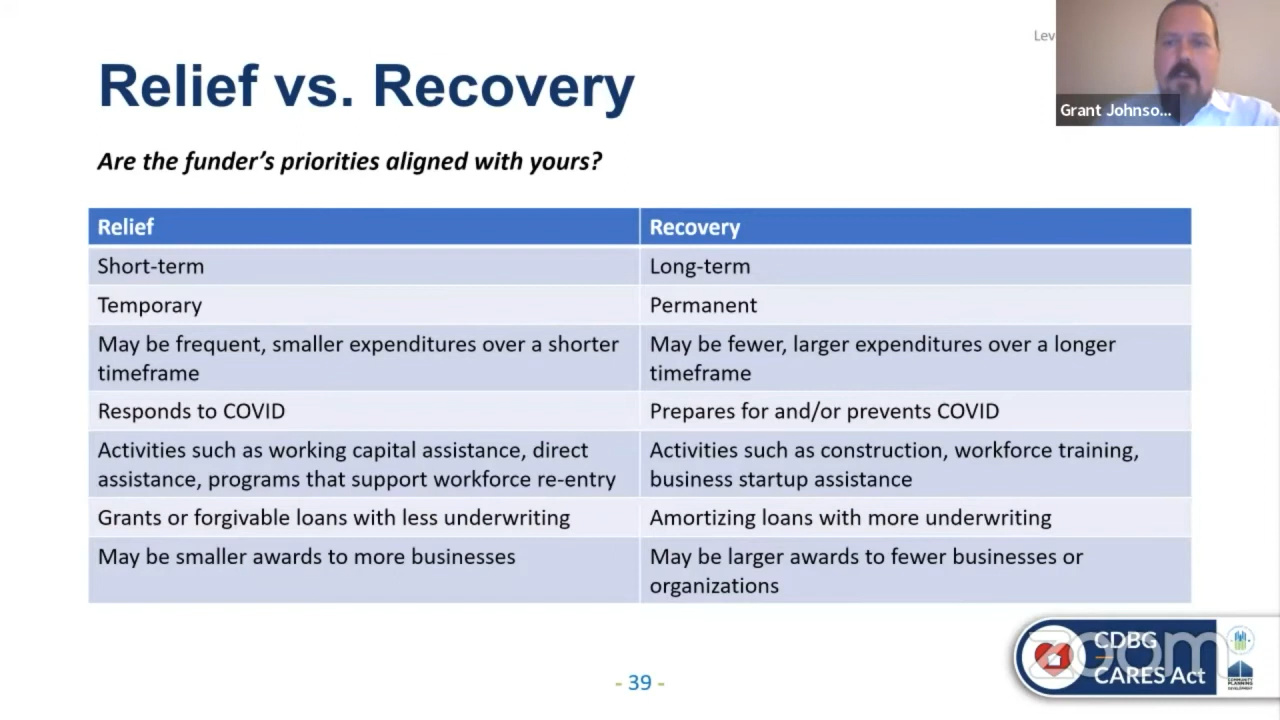 Lev
Relief vs. Recovery
Grant Johnso...
Are the funder's priorities aligned with yours?
Relief
Recovery
Short-term
Long-term
Temporary
Permanent
May be frequent, smaller expenditures over a shorter
timeframe
May be fewer, larger expenditures over a longer
timeframe
Responds to COVID
Prepares for and/or prevents COVID
Activities such as working capital assistance, direct
assistance, programs that support workforce re-entry
Activities such as construction, workforce training,
business startup assistance
Grants or forgivable loans with less underwriting
Amortizing loans with more underwriting
May be smaller awards to more businesses
May be larger awards to fewer businesses or
organizations
CDBG
CARES Act
zoom
COMMUNITY
PLANNING
DEVELOPMENT
- 39 -